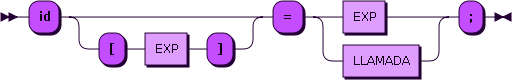 id [ EXP ] = EXP ;
LLAMADA